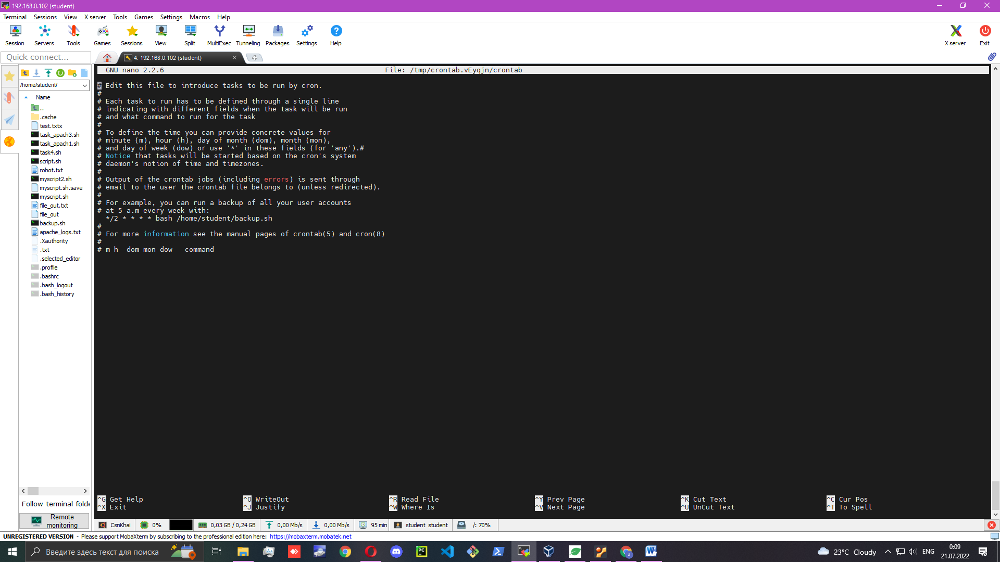 192.168.0.102 (student)
Terminal Sessions View X server Tools Games Settings Macros Help
Session Servers Tools Games Sessions View Split MultiExec Tunneling Packages Settings Help X server Exit
Quick connect...
4. 192.168.0.102 (student)
/home/student/
Name
..
.cache
test.txtx
task_apach3.sh
task_apach1.sh
task4.sh
script.sh
robot.txt
myscript2.sh
myscript.sh.save
myscript.sh
file_out.txt
file_out
backup.sh
apache_logs.txt
.Xauthority
.txt
.selected_editor
.profile
.bashrc
.bash_logout
.bash_history
Follow terminal folde
Remote
monitoring
GNU nano 2.2.6 File: /tmp/crontab.vEyqjn/crontab
# Edit this file to introduce tasks to be run by cron.
#
# Each task to run has to be defined through a single line
# indicating with different fields when the task will be run
# and what command to run for the task
#
# To define the time you can provide concrete values for
# minute (m), hour (h), day of month (dom), month (mon),
# and day of week (dow) or use '*' in these fields (for 'any').#
# Notice that tasks will be started based on the cron's system
# daemon's notion of time and timezones.
#
# Output of the crontab jobs (including errors) is sent through
# email to the user the crontab file belongs to (unless redirected).
#
# For example, you can run a backup of all your user accounts
# at 5 a.m every week with:
*/2 * * * * bash /home/student/backup.sh
#
# For more information see the manual pages of crontab(5) and cron(8)
#
# m h  dom mon dow   command
^G Get Help ^O WriteOut ^R Read File ^Y Prev Page ^K Cut Text ^C Cur Pos
^X Exit ^J Justify ^W Where Is ^V Next Page ^U UnCut Text ^T To Spell
CsnKhai 0% 0,03 GB / 0,24 GB 0,00 Mb/s 0,00 Mb/s 95 min student student /: 70%
UNREGISTERED VERSION - Please support MobaXterm by subscribing to the professional edition here: https://mobaxterm.mobatek.net
Введите здесь текст для поиска
23°C Cloudy ENG 0:09
21.07.2022